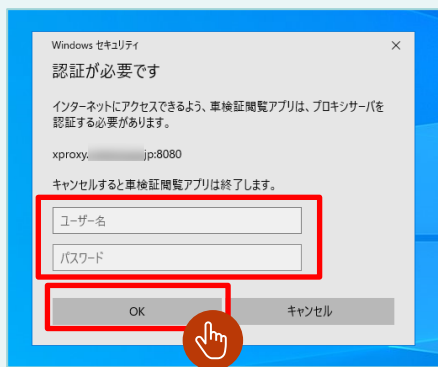 Windows セキュリティ
認証が必要です
インターネットにアクセスできるよう、車検証閲覧アプリは、プロキシサーバを
認証する必要があります。
xproxy. jp:8080
キャンセルすると車検証閲覧アプリは終了します。
ユーザー名
パスワード
OK キャンセル